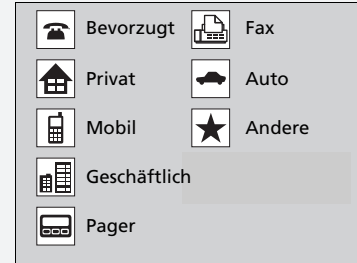 Bevorzugt Fax
Privat Auto
Mobil Andere
Geschäftlich
Pager